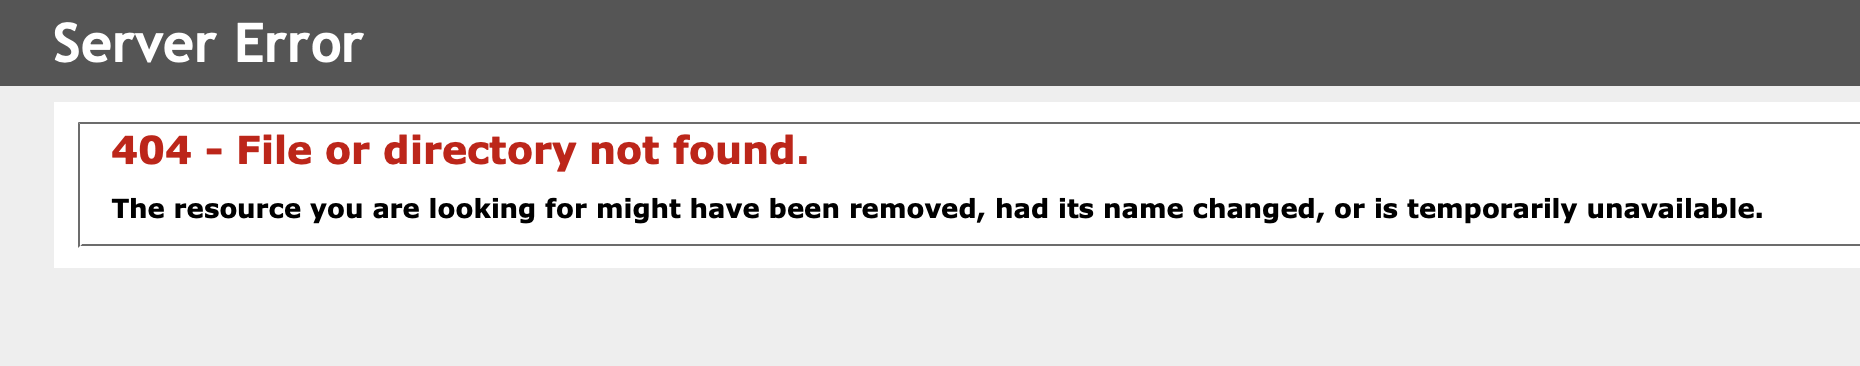 Server Error
404 - File or directory not found.
The resource you are looking for might have been removed, had its name changed, or is temporarily unavailable.